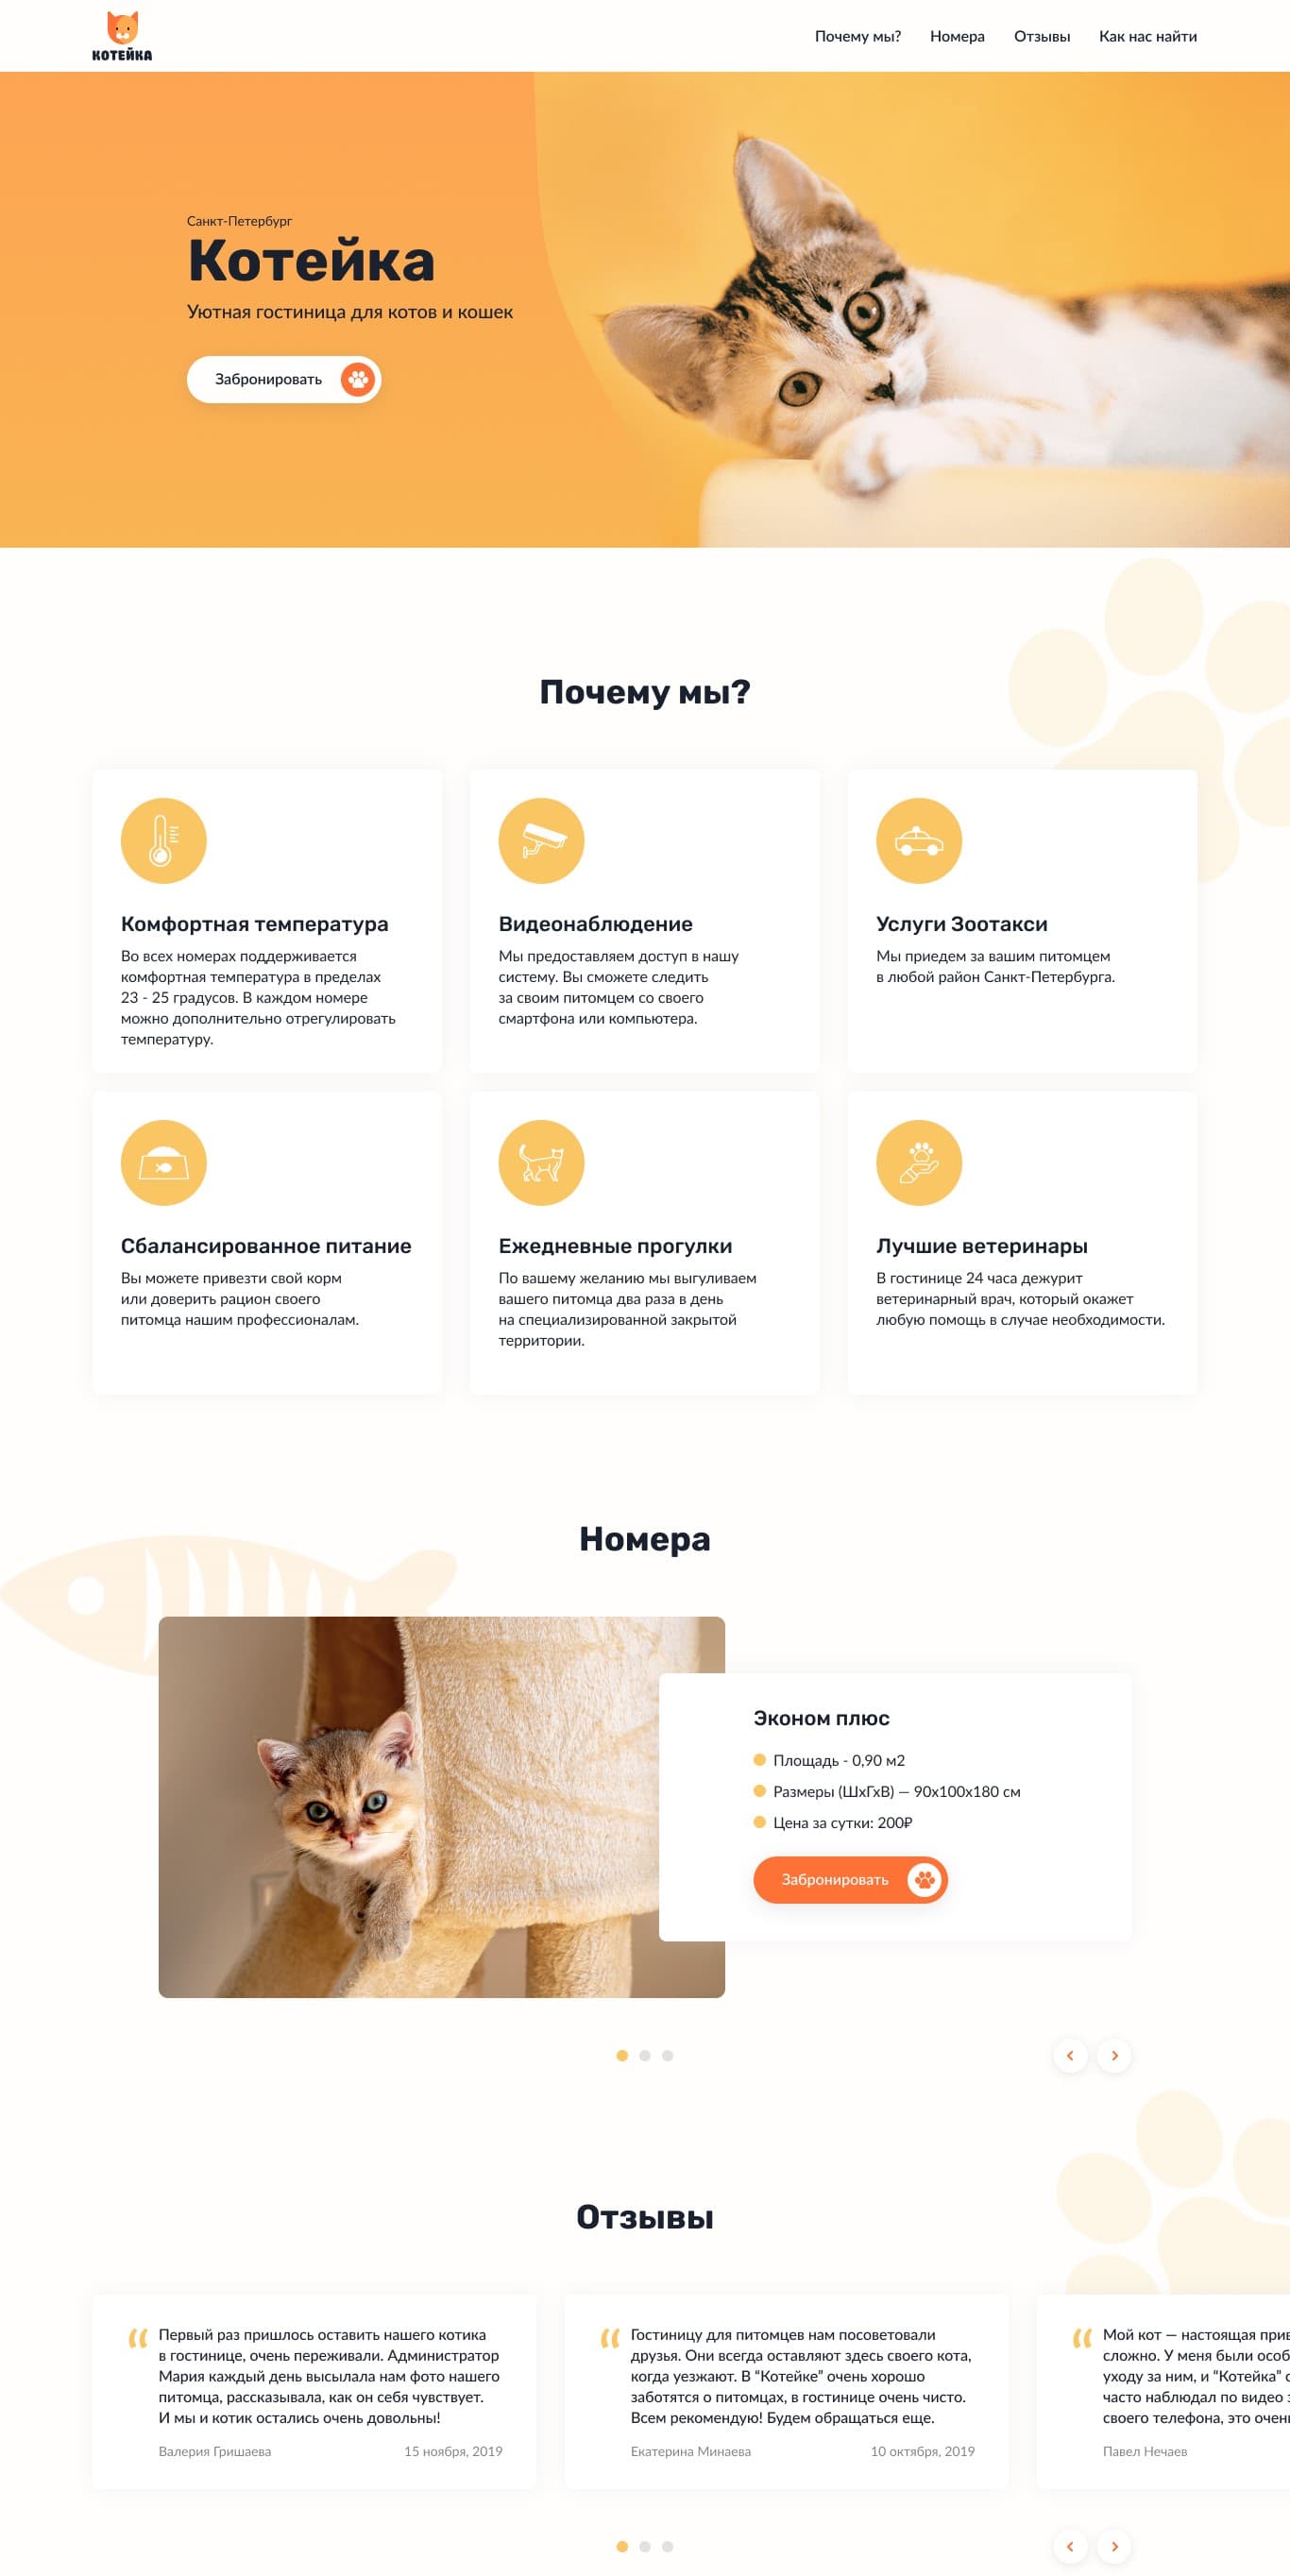 КОТЕЙКА
Почему мы? Номера Отзывы Как нас найти
Санкт-Петербург
Котейка
Уютная гостиница для котов и кошек
Забронировать
Почему мы?
Комфортная температура
Во всех номерах поддерживается
комфортная температура в пределах
23 - 25 градусов. В каждом номере
можно дополнительно отрегулировать
температуру.
Видеонаблюдение
Мы предоставляем доступ в нашу
систему. Вы сможете следить
за своим питомцем со своего
смартфона или компьютера.
Услуги Зоотакси
Мы приедем за вашим питомцем
в любой район Санкт-Петербурга.
Сбалансированное питание
Вы можете привезти свой корм
или доверить рацион своего
питомца нашим профессионалам.
Ежедневные прогулки
По вашему желанию мы выгуливаем
вашего питомца два раза в день
на специализированной закрытой
территории.
Лучшие ветеринары
В гостинице 24 часа дежурит
ветеринарный врач, который окажет
любую помощь в случае необходимости.
Номера
Эконом плюс
Площадь - 0,90 м2
Размеры (ШхГхВ) — 90х100х180 см
Цена за сутки: 200₽
Забронировать
Отзывы
“ Первый раз пришлось оставить нашего котика
в гостинице, очень переживали. Администратор
Мария каждый день высылала нам фото нашего
питомца, рассказывала, как он себя чувствует.
И мы и котик остались очень довольны!
Валерия Гришаева 15 ноября, 2019
“ Гостиницу для питомцев нам посоветовали
друзья. Они всегда оставляют здесь своего кота,
когда уезжают. В “Котейке” очень хорошо
заботятся о питомцах, в гостинице очень чисто.
Всем рекомендую! Будем обращаться еще.
Екатерина Минаева 10 октября, 2019
“ Мой кот — настоящая
сложно. У меня были
уходу за ним, и “Котейка”
часто наблюдал по видео
своего телефона, это
Павел Нечаев